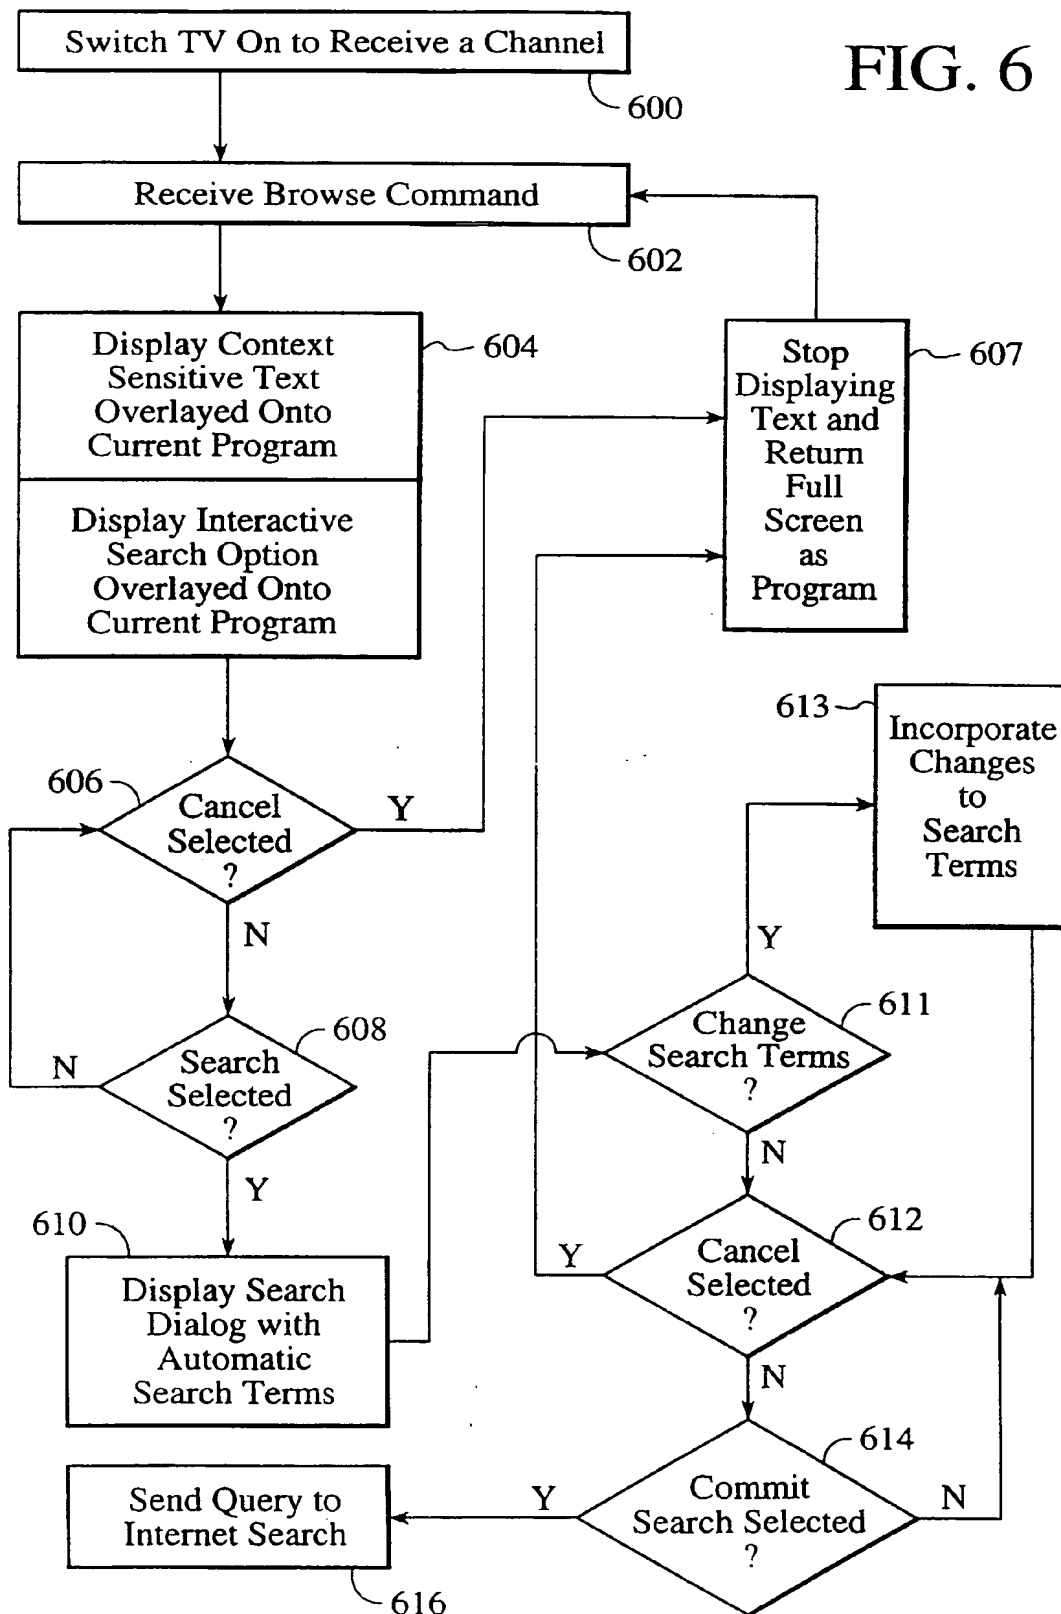 FIG. 6
Switch TV On to Receive a Channel
600
Receive Browse Command
602
Display Context
Sensitive Text
Overlayed Onto
Current Program
604
Display Interactive
Search Option
Overlayed Onto
Current Program
Stop
Displaying
Text and
Return
Full
Screen
as
Program
607
606
Cancel
Selected
?
Y
N
608
Search
Selected
?
N
Y
610
Display Search
Dialog with
Automatic
Search Terms
613
Incorporate
Changes
to
Search
Terms
Y
611
Change
Search Terms
?
N
612
Cancel
Selected
?
Y
N
614
Commit
Search Selected
?
Y
N
Send Query to
Internet Search
616